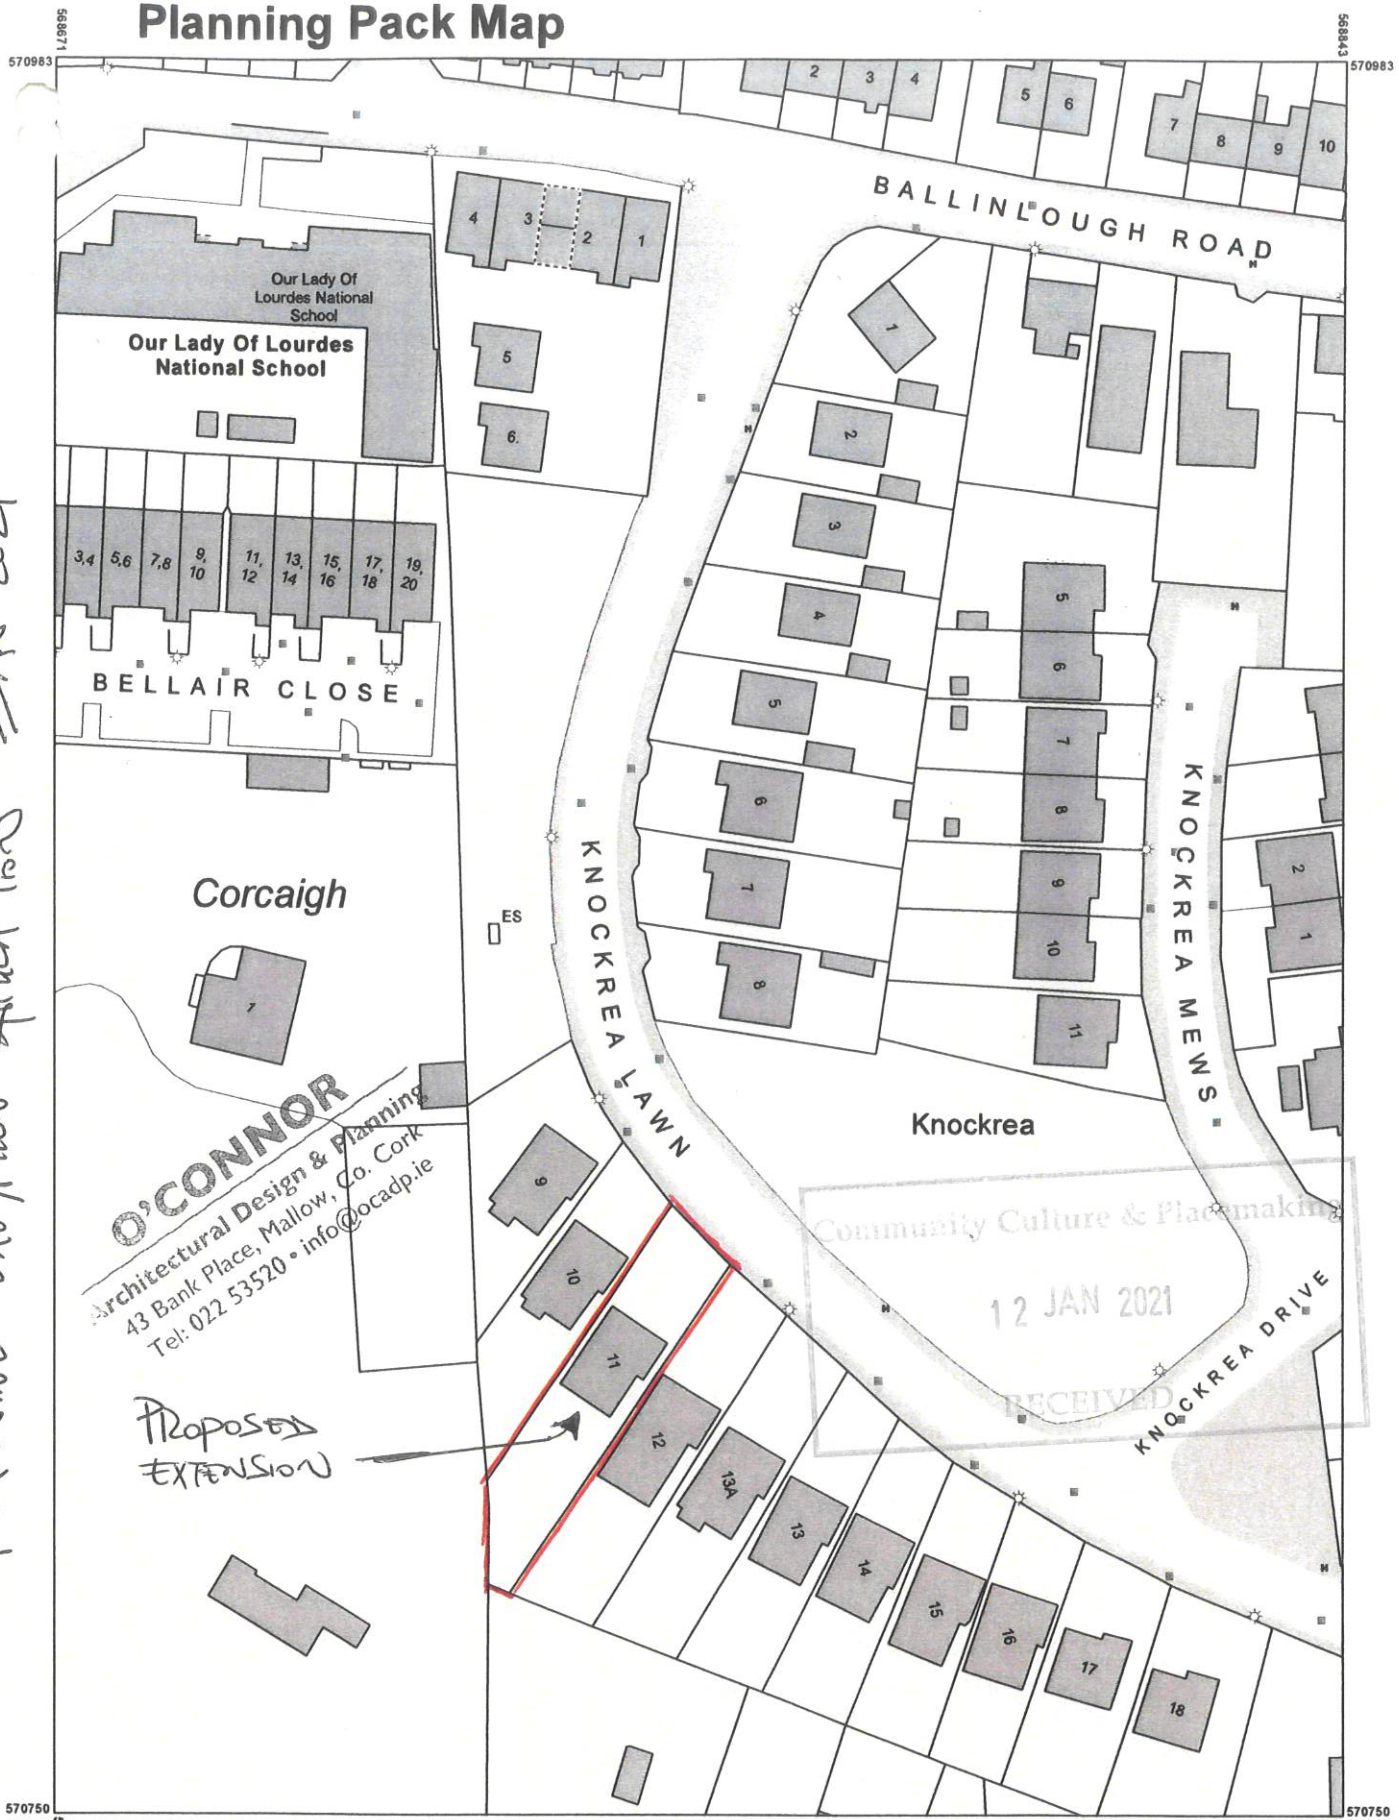 Planning Pack Map
568671
568843
570983
570983
2
3
4
5
6
7
8
9
10
BALLINLOUGH ROAD
4
3
2
1
Our Lady Of
Lourdes National
School
Our Lady Of Lourdes
National School
5
6.
1
2
3
4
5
6
7
8
3,4
5,6
7,8
9,
10
11,
12
13,
14
15,
16
17,
18
19,
20
BELLAIR CLOSE
5
6
7
8
9
10
11
KNOCKREA MEWS
2
1
Corcaigh
1
ES
KNOCKREA LAWN
Knockrea
O'CONNOR
Architectural Design & Planning
43 Bank Place, Mallow, Co. Cork
Tel: 022 53520 • info@ocadp.ie
Community Culture & Placemaking
12 JAN 2021
RECEIVED
KNOCKREA DRIVE
9
10
11
12
13A
13
14
15
16
17
18
PROPOSED
EXTENSION
H
H
H
H
H
570750
570750